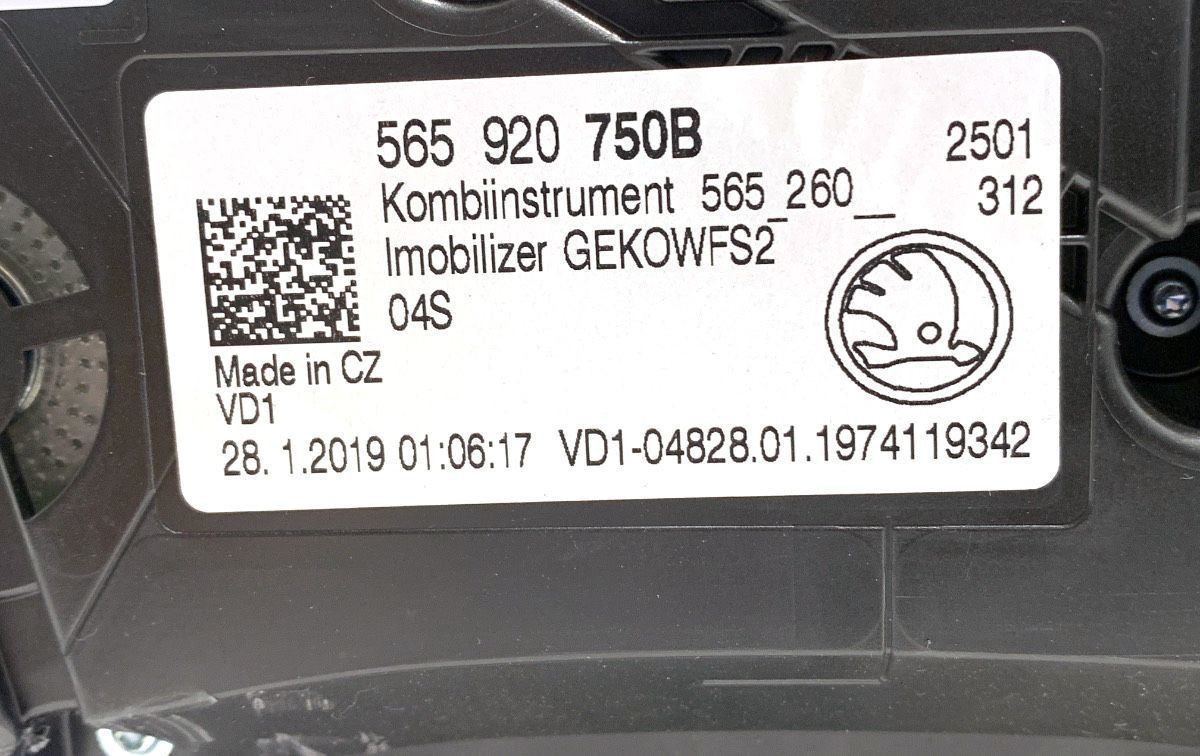 565 920 750B 2501
Kombiinstrument 565_260__ 312
Imobilizer GEKOWFS2
04S
Made in CZ
VD1
28. 1.2019 01:06:17 VD1-04828.01.1974119342